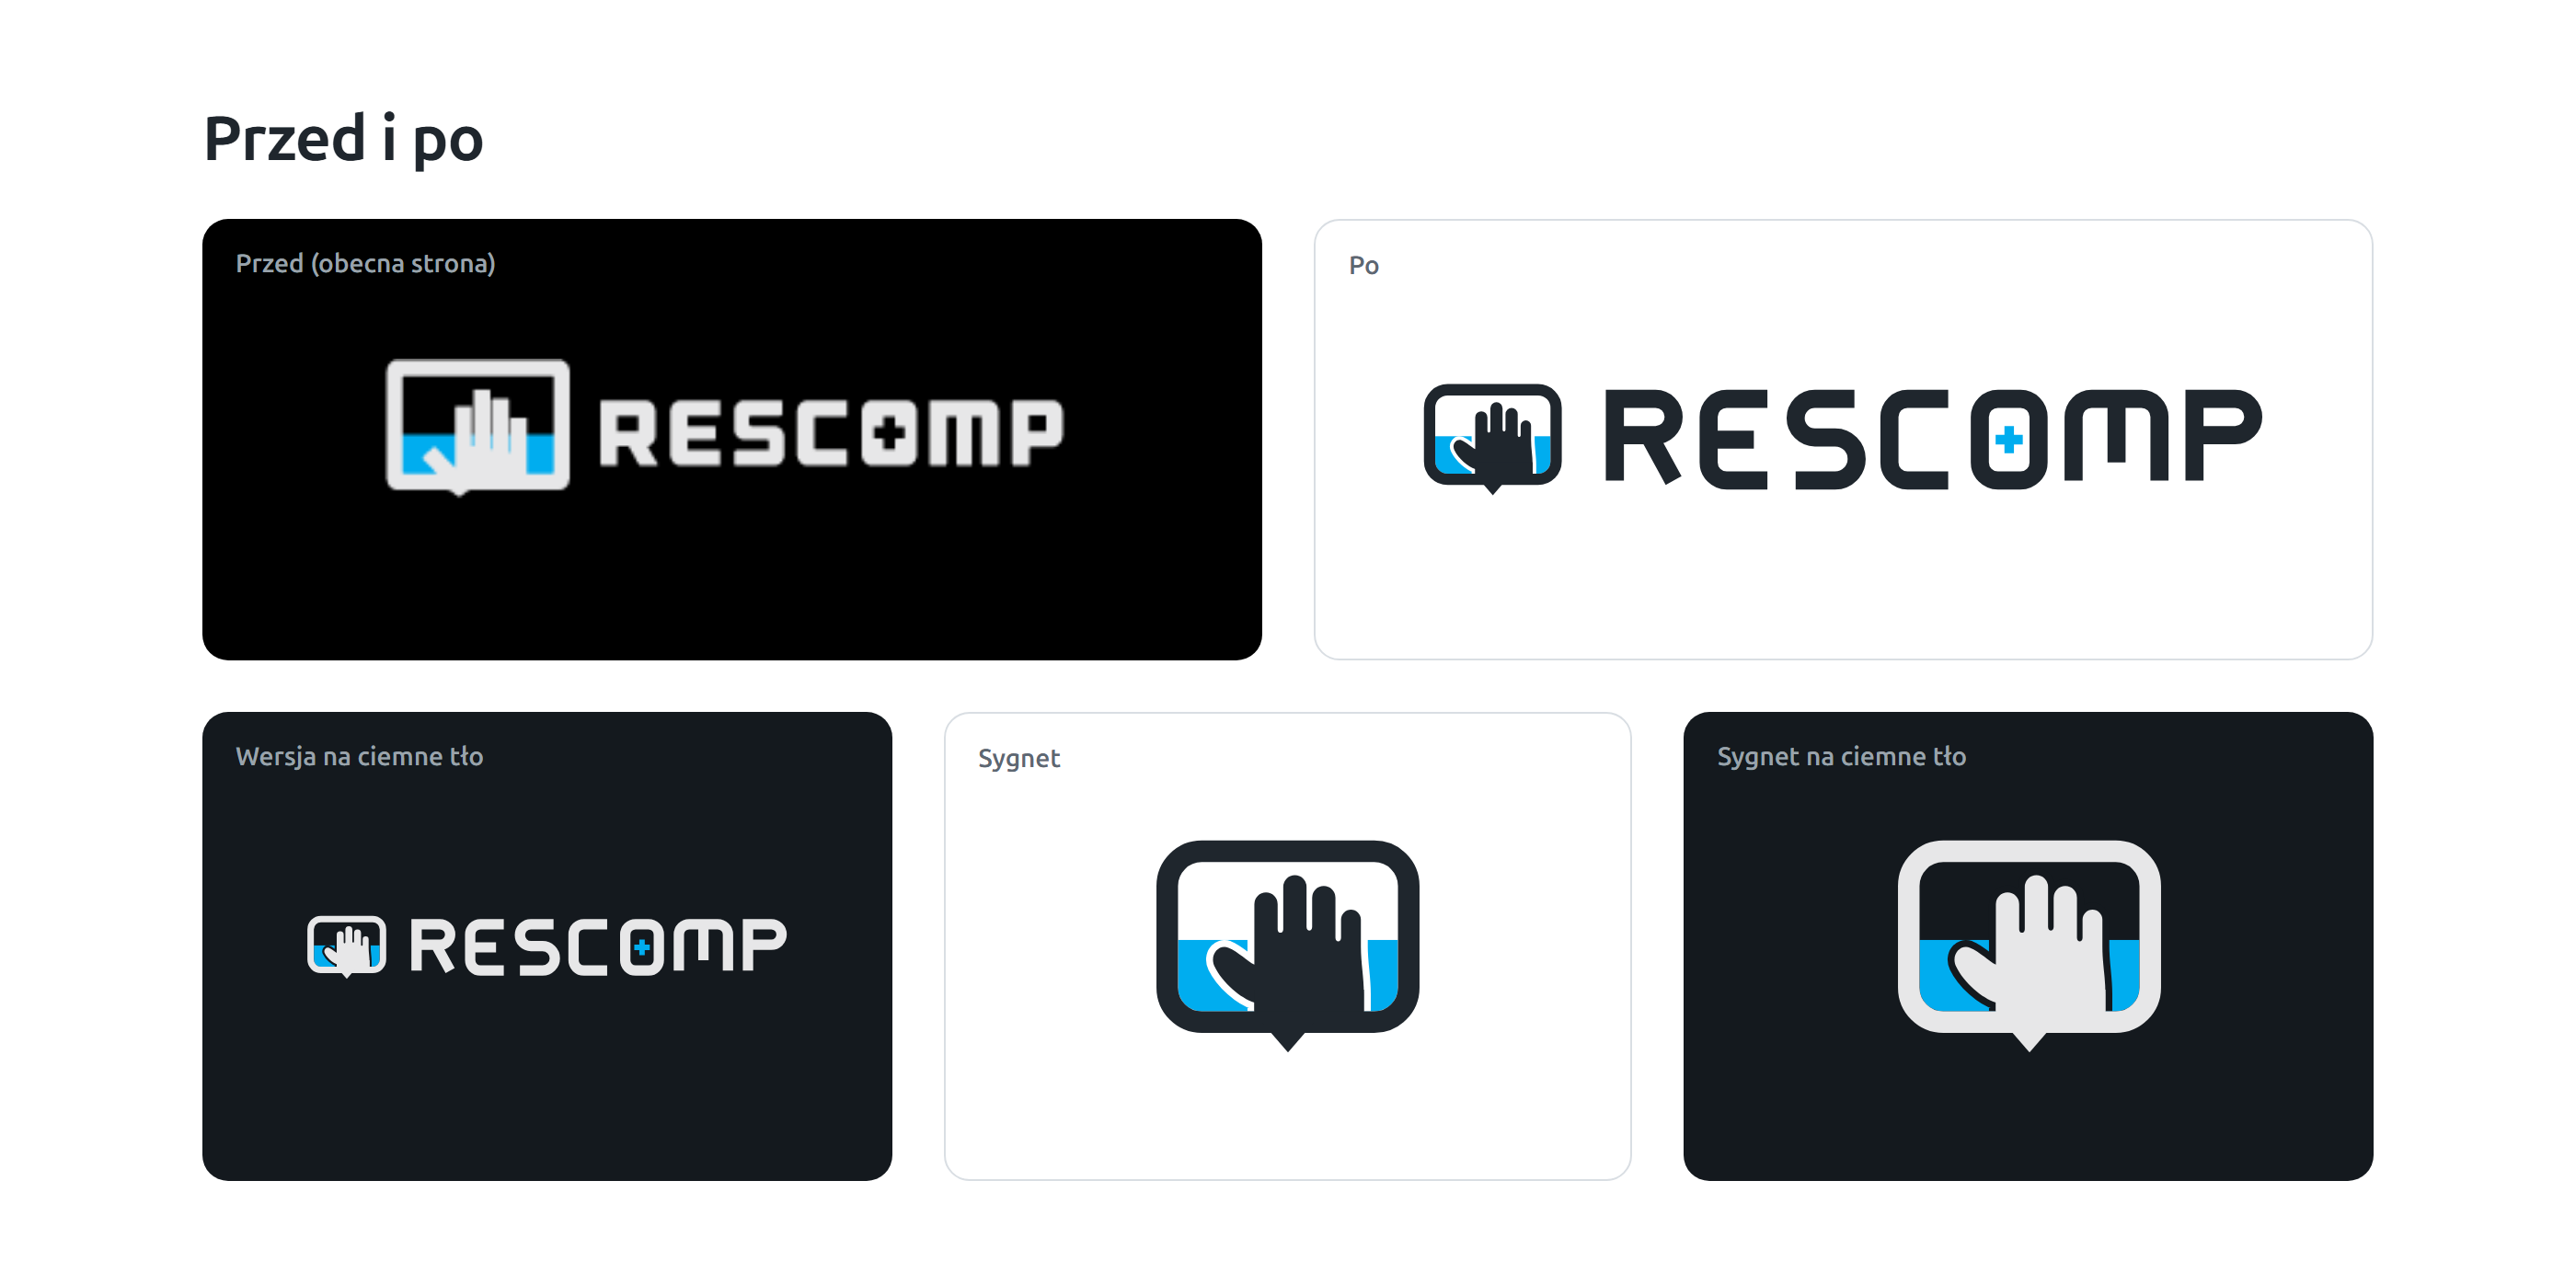 Przed i po
Przed (obecna strona)
RESCOMP
Po
RESCOMP
Wersja na ciemne tło
RESCOMP
Sygnet
Sygnet na ciemne tło